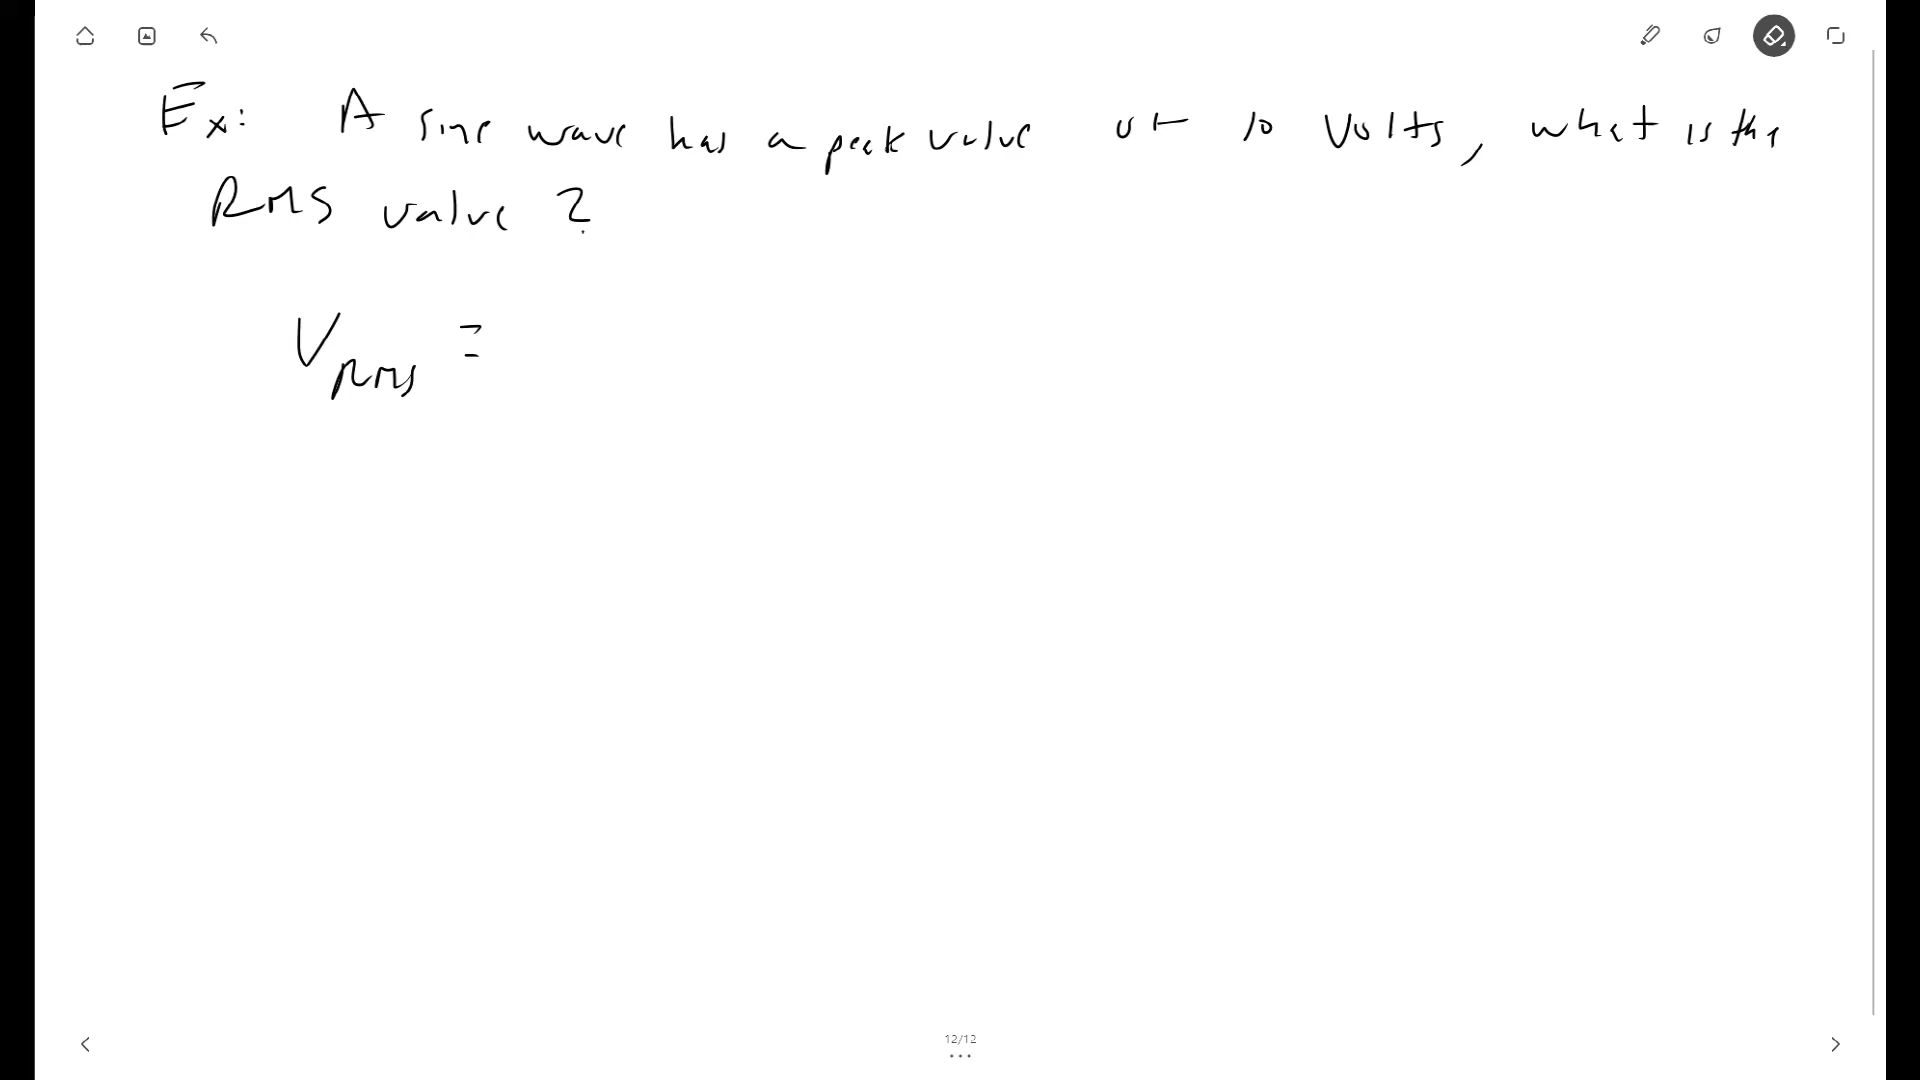 Ex: A sine wave has a peak value of 10 Volts, what is the
RMS value ?
V_RMS =
12/12